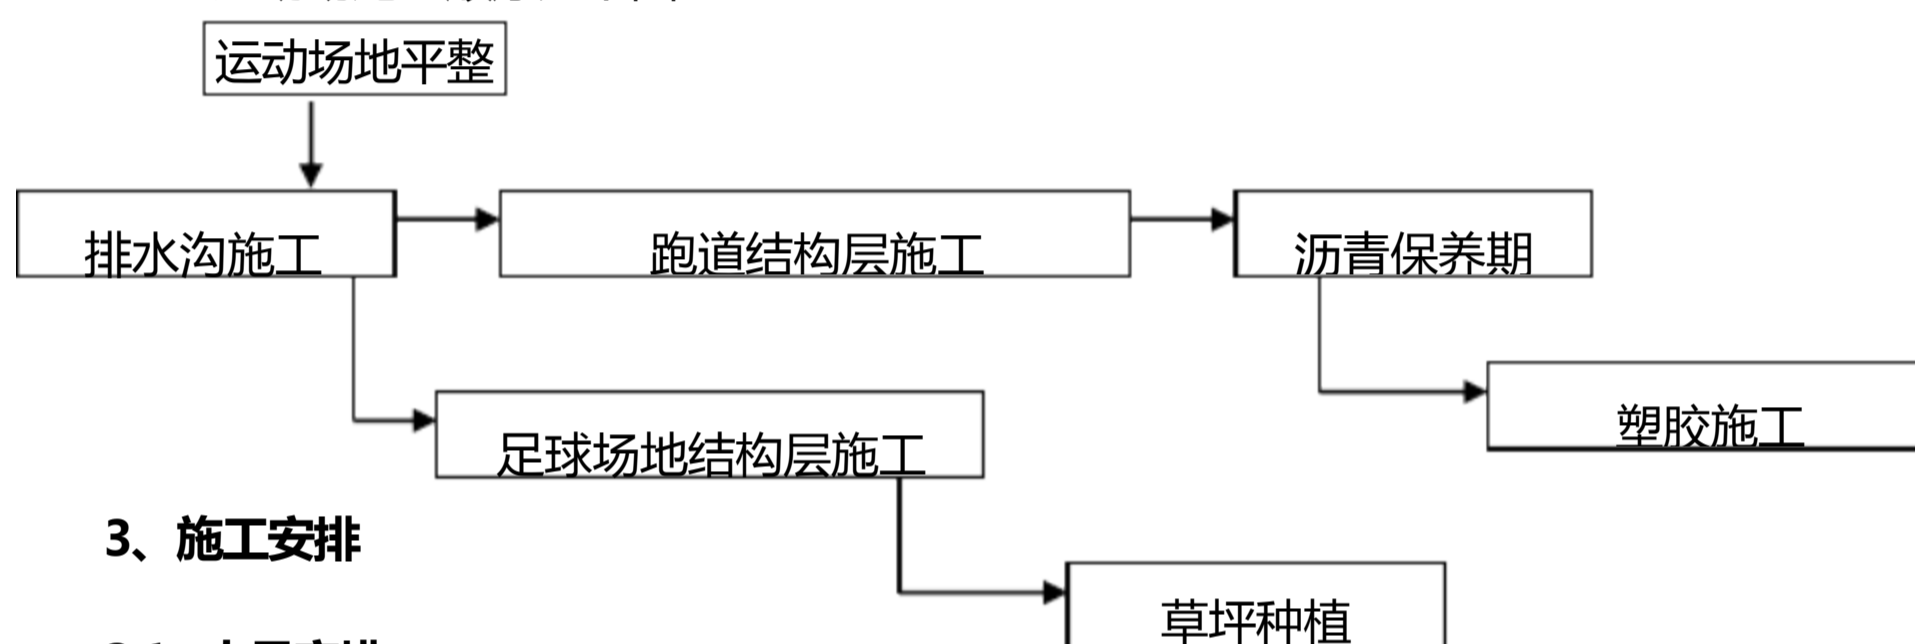 运动场地平整
排水沟施工
跑道结构层施工
沥青保养期
塑胶施工
足球场地结构层施工
3、施工安排
草坪种植